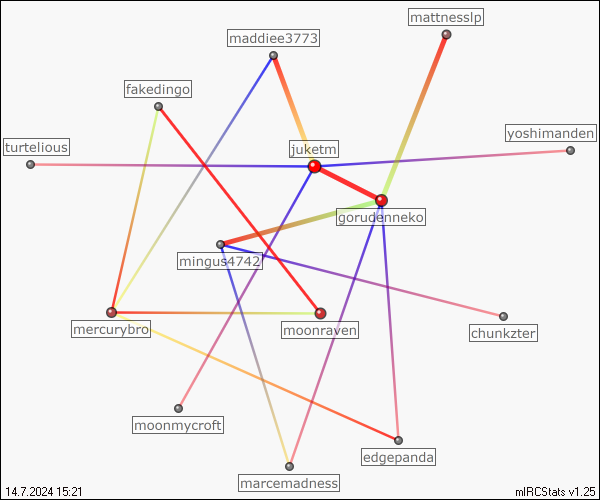 mattnesslp
maddiee3773
fakedingo
yoshimanden
turtelious
juketm
gorudenneko
mingus4742
mercurybro
moonraven
chunkzter
moonmycroft
edgepanda
marcemadness
14.7.2024 15:21
mIRCStats v1.25